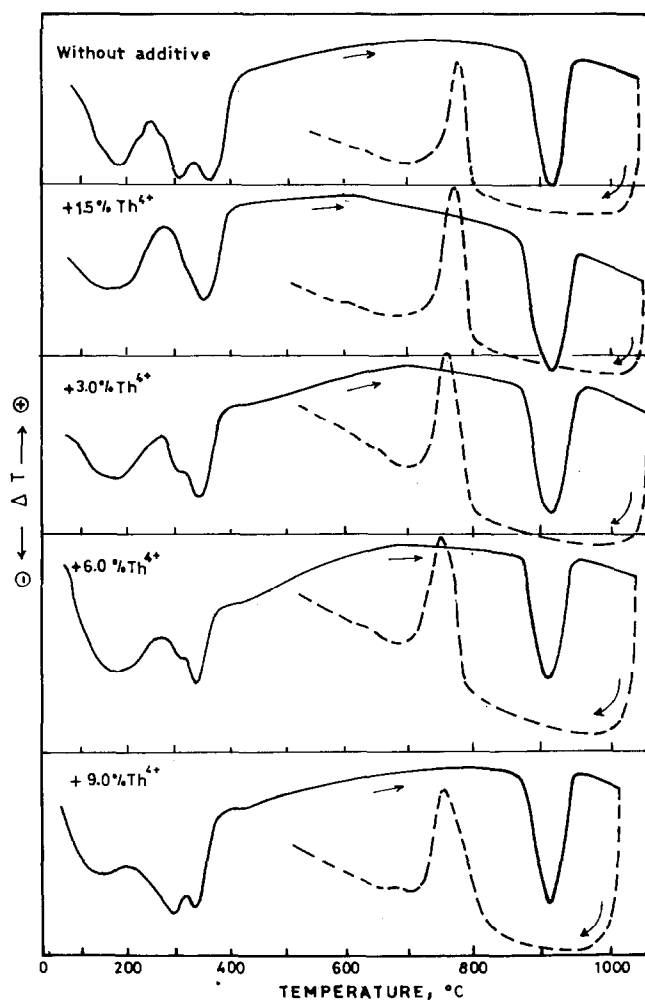 Without additive
+1.5% Th⁴⁺
+3.0% Th⁴⁺
+6.0 % Th⁴⁺
+ 9.0% Th⁴⁺
⊖ ← Δ T → ⊕
0 200 400 600 800 1000
TEMPERATURE, °C